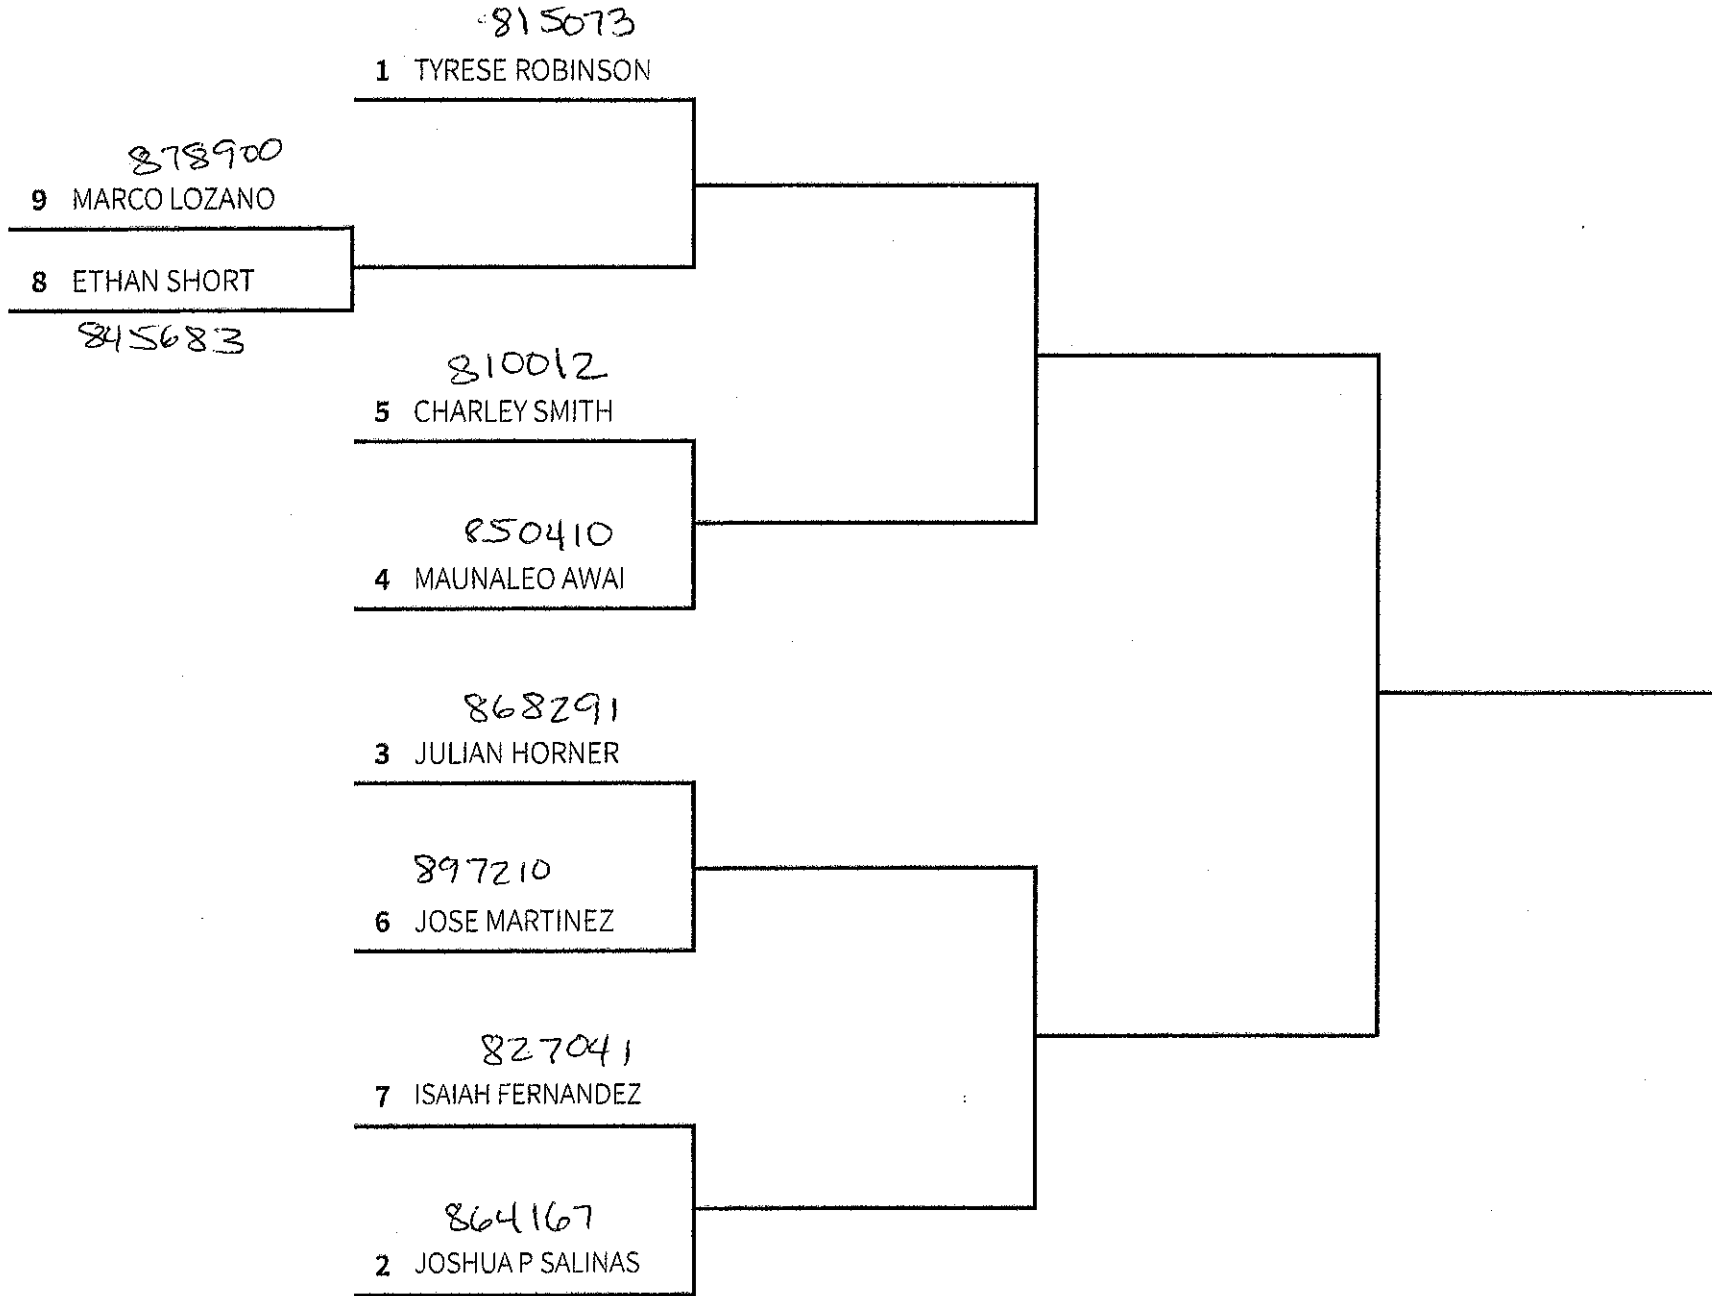 815073
1 TYRESE ROBINSON
878900
9 MARCO LOZANO
8 ETHAN SHORT
845683
810012
5 CHARLEY SMITH
850410
4 MAUNALEO AWAI
868291
3 JULIAN HORNER
897210
6 JOSE MARTINEZ
827041
7 ISAIAH FERNANDEZ
864167
2 JOSHUA P SALINAS